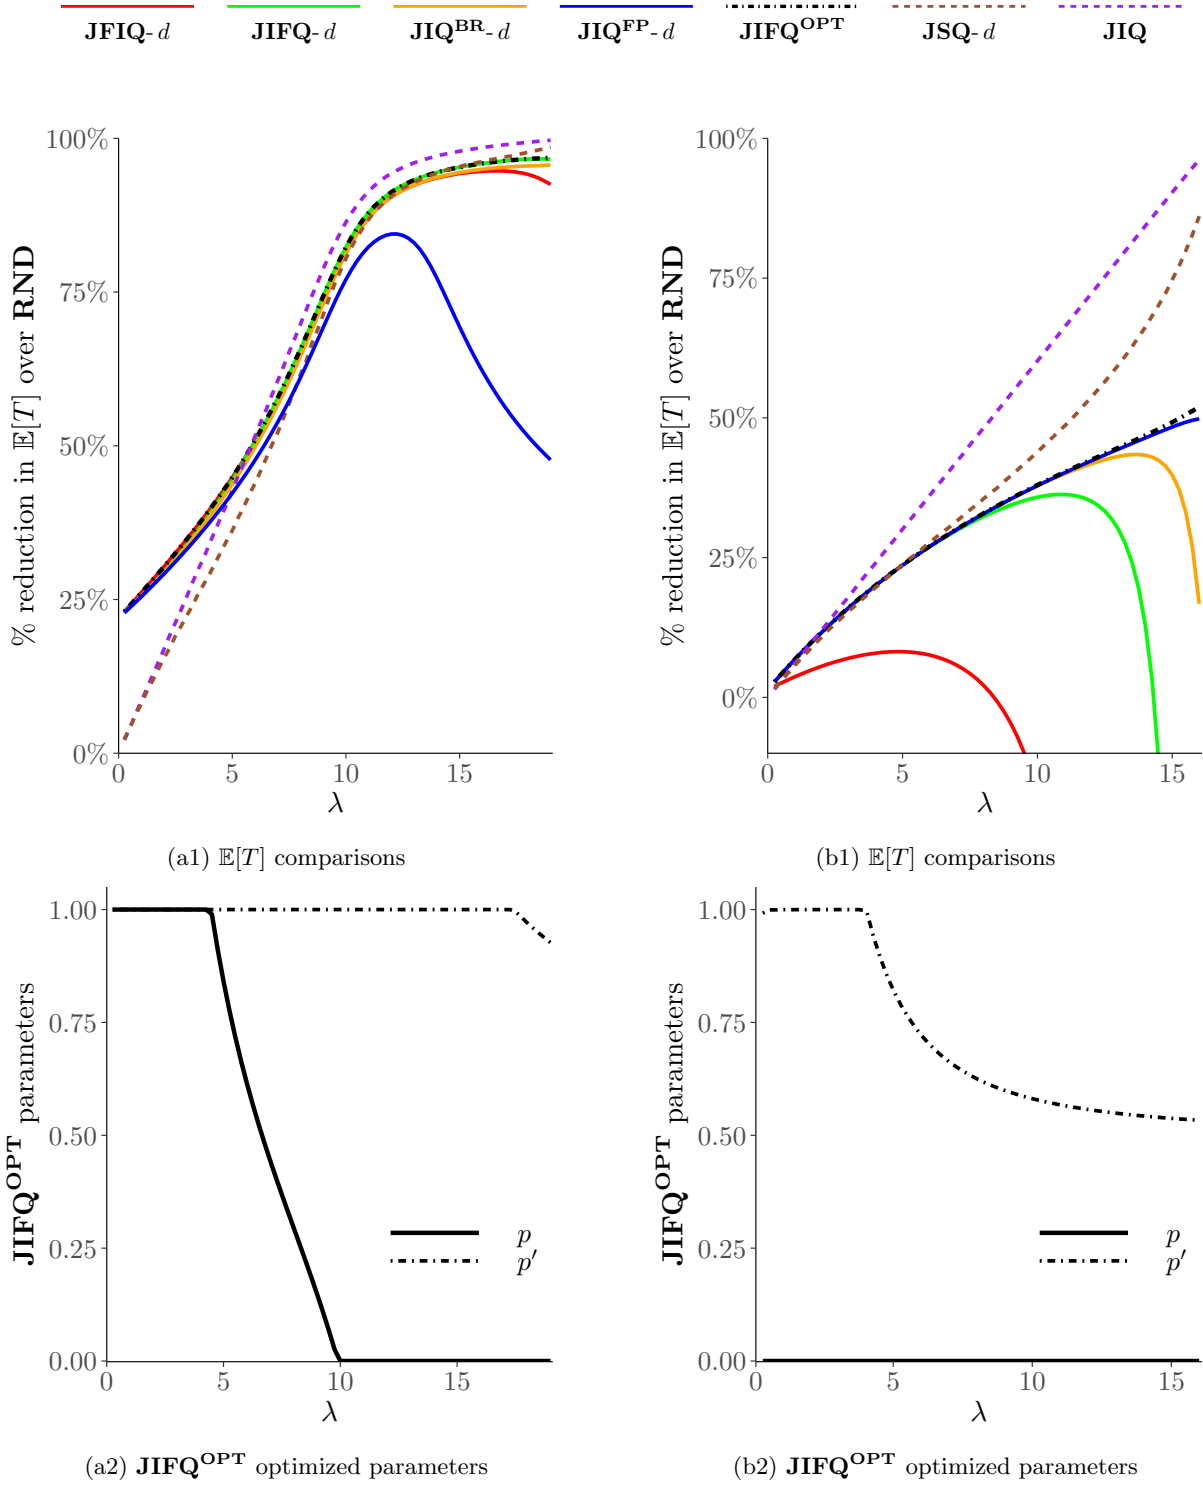 JFIQ-d JIFQ-d JIQ^BR-d JIQ^FP-d JIFQ^OPT JSQ-d JIQ
% reduction in 𝔼[T] over RND
100%
75%
50%
25%
0%
0 5 10 15
λ
(a1) 𝔼[T] comparisons
% reduction in 𝔼[T] over RND
100%
75%
50%
25%
0%
0 5 10 15
λ
(b1) 𝔼[T] comparisons
JIFQ^OPT parameters
1.00
0.75
0.50
0.25
0.00
p
p′
0 5 10 15
λ
(a2) JIFQ^OPT optimized parameters
JIFQ^OPT parameters
1.00
0.75
0.50
0.25
0.00
p
p′
0 5 10 15
λ
(b2) JIFQ^OPT optimized parameters